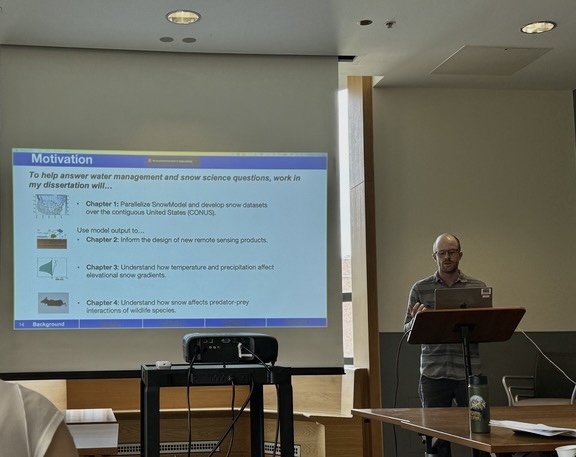 Motivation
To help answer water management and snow science questions, work in
my dissertation will…
• Chapter 1: Parallelize SnowModel and develop snow datasets
over the contiguous United States (CONUS).
Use model output to…
• Chapter 2: Inform the design of new remote sensing products.
• Chapter 3: Understand how temperature and precipitation affect
elevational snow gradients.
• Chapter 4: Understand how snow affects predator-prey
interactions of wildlife species.
14 Background